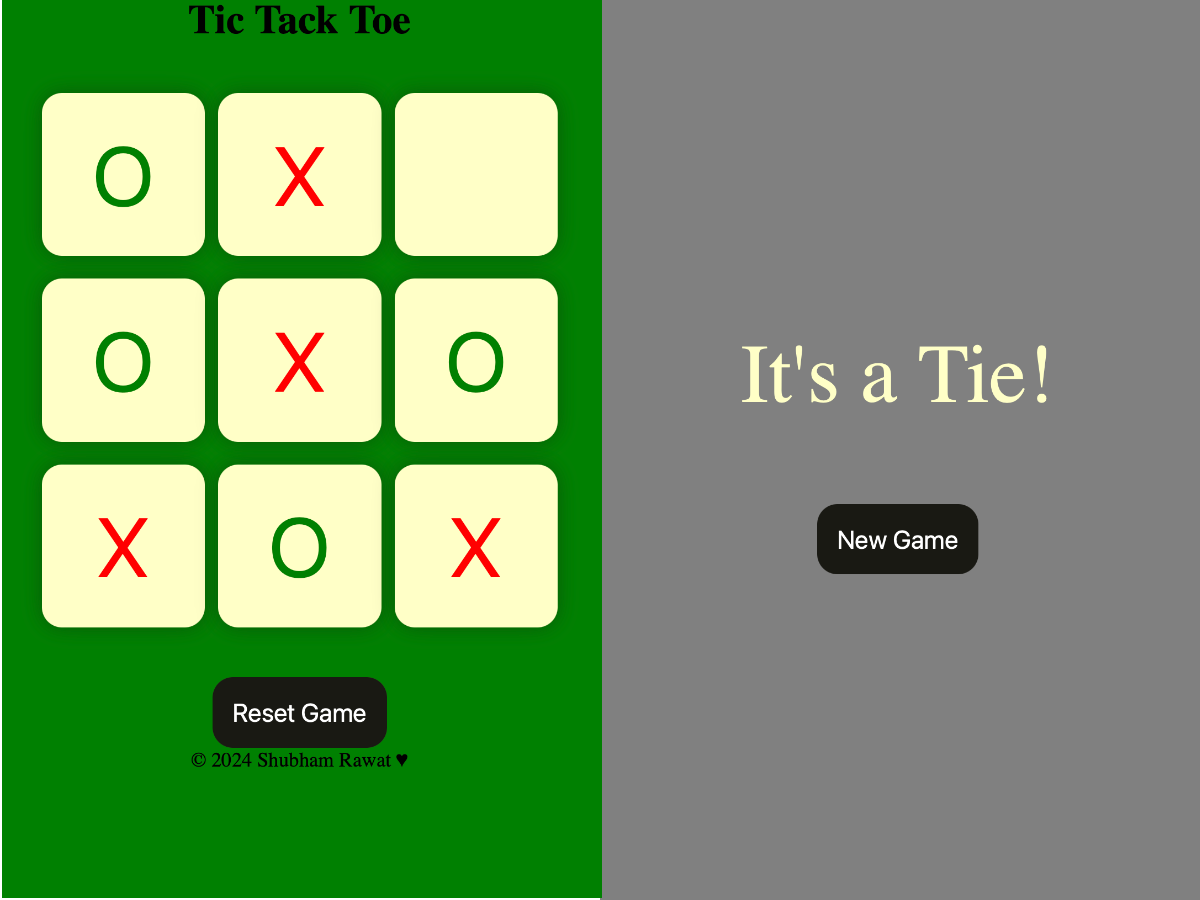 Tic Tack Toe
O X
O X O
X O X
Reset Game
© 2024 Shubham Rawat ♥
It's a Tie!
New Game